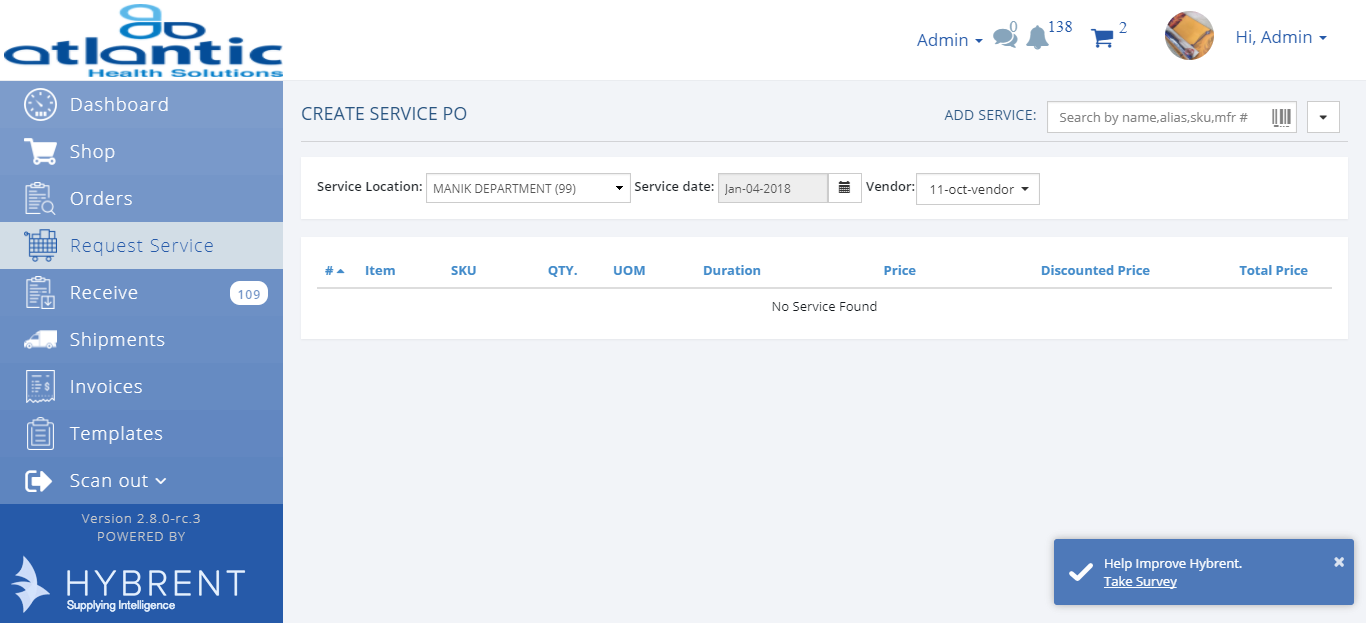 atlantic
Health Solutions
Admin
0
138
2
Hi, Admin
Dashboard
Shop
Orders
Request Service
Receive 109
Shipments
Invoices
Templates
Scan out
Version 2.8.0-rc.3
POWERED BY
HYBRENT
Supplying Intelligence
CREATE SERVICE PO
ADD SERVICE: Search by name,alias,sku,mfr #
Service Location: MANIK DEPARTMENT (99) Service date: Jan-04-2018 Vendor: 11-oct-vendor
# Item SKU QTY. UOM Duration Price Discounted Price Total Price
No Service Found
Help Improve Hybrent.
Take Survey